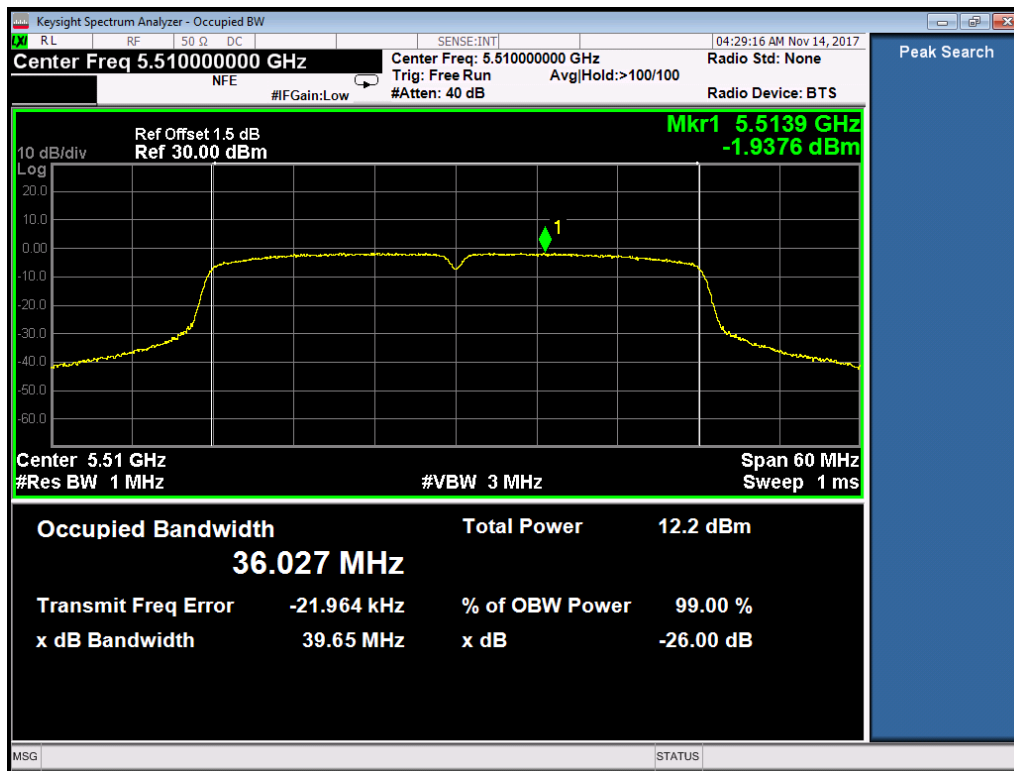 Keysight Spectrum Analyzer - Occupied BW
LXI RL RF 50 Ω DC SENSE:INT 04:29:16 AM Nov 14, 2017
Center Freq 5.510000000 GHz
NFE
#IFGain:Low
Center Freq: 5.510000000 GHz
Trig: Free Run Avg|Hold:>100/100
#Atten: 40 dB
Radio Std: None
Radio Device: BTS
Peak Search
Ref Offset 1.5 dB
10 dB/div Ref 30.00 dBm
Mkr1 5.5139 GHz
-1.9376 dBm
Log
20.0
10.0
0.00
-10.0
-20.0
-30.0
-40.0
-50.0
-60.0
1
Center 5.51 GHz Span 60 MHz
#Res BW 1 MHz #VBW 3 MHz Sweep 1 ms
Occupied Bandwidth Total Power 12.2 dBm
36.027 MHz
Transmit Freq Error -21.964 kHz % of OBW Power 99.00 %
x dB Bandwidth 39.65 MHz x dB -26.00 dB
MSG STATUS